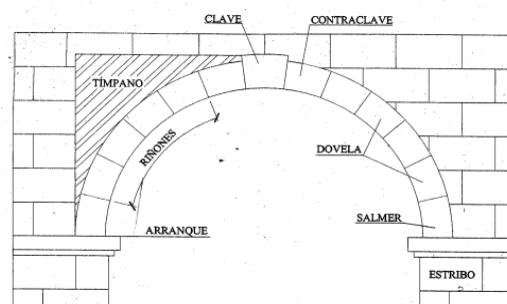 CLAVE
CONTRACLAVE
TÍMPANO
RIÑONES
DOVELA
SALMER
ARRANQUE
ESTRIBO